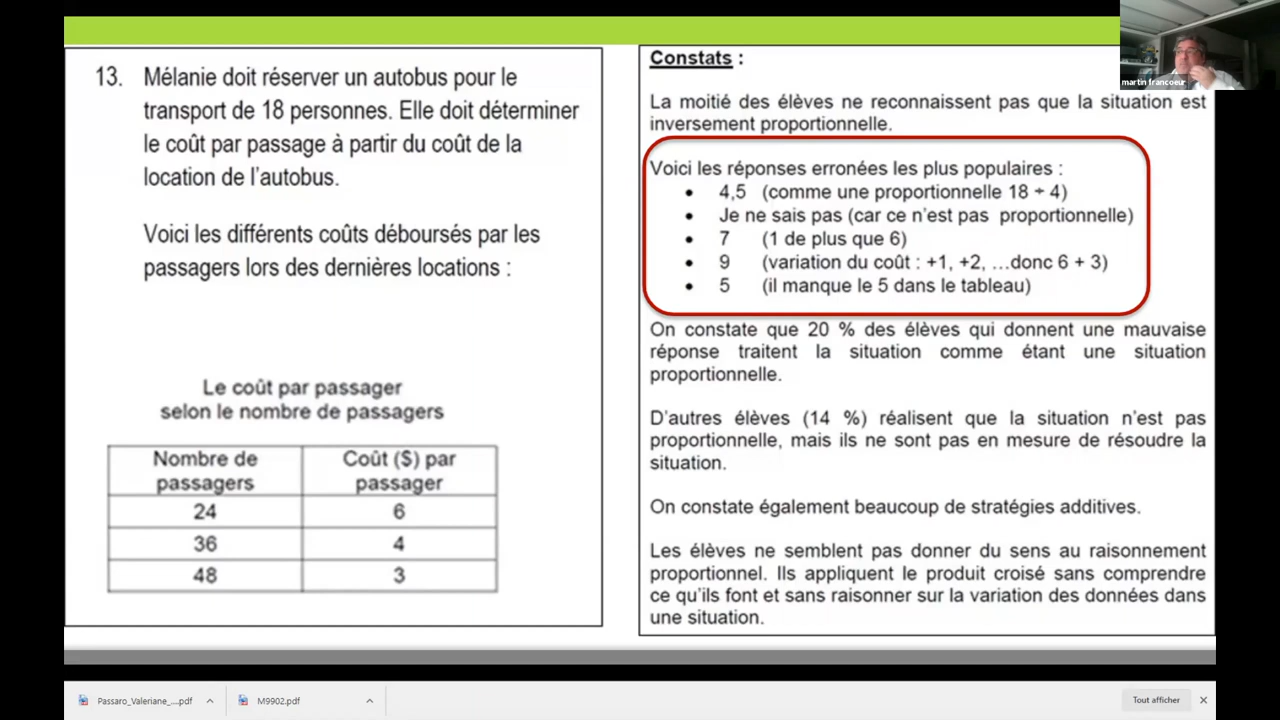 13. Mélanie doit réserver un autobus pour le
transport de 18 personnes. Elle doit déterminer
le coût par passage à partir du coût de la
location de l'autobus.
Voici les différents coûts déboursés par les
passagers lors des dernières locations :
Le coût par passager
selon le nombre de passagers
Nombre de passagers Coût ($) par passager
24 6
36 4
48 3
Constats :
La moitié des élèves ne reconnaissent pas que la situation est
inversement proportionnelle.
Voici les réponses erronées les plus populaires :
• 4,5 (comme une proportionnelle 18 ÷ 4)
• Je ne sais pas (car ce n'est pas proportionnelle)
• 7 (1 de plus que 6)
• 9 (variation du coût : +1, +2, …donc 6 + 3)
• 5 (il manque le 5 dans le tableau)
On constate que 20 % des élèves qui donnent une mauvaise
réponse traitent la situation comme étant une situation
proportionnelle.
D'autres élèves (14 %) réalisent que la situation n'est pas
proportionnelle, mais ils ne sont pas en mesure de résoudre la
situation.
On constate également beaucoup de stratégies additives.
Les élèves ne semblent pas donner du sens au raisonnement
proportionnel. Ils appliquent le produit croisé sans comprendre
ce qu'ils font et sans raisonner sur la variation des données dans
une situation.
martin francoeur
Passaro_Valeriane_....pdf
M9902.pdf
Tout afficher